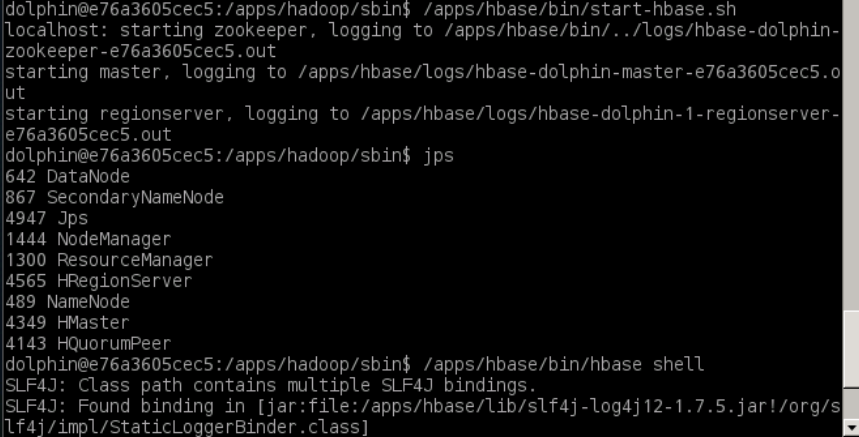 dolphin@e76a3605cec5:/apps/hadoop/sbin$ /apps/hbase/bin/start-hbase.sh
localhost: starting zookeeper, logging to /apps/hbase/bin/../logs/hbase-dolphin-
zookeeper-e76a3605cec5.out
starting master, logging to /apps/hbase/logs/hbase-dolphin-master-e76a3605cec5.o
ut
starting regionserver, logging to /apps/hbase/logs/hbase-dolphin-1-regionserver-
e76a3605cec5.out
dolphin@e76a3605cec5:/apps/hadoop/sbin$ jps
642 DataNode
867 SecondaryNameNode
4947 Jps
1444 NodeManager
1300 ResourceManager
4565 HRegionServer
489 NameNode
4349 HMaster
4143 HQuorumPeer
dolphin@e76a3605cec5:/apps/hadoop/sbin$ /apps/hbase/bin/hbase shell
SLF4J: Class path contains multiple SLF4J bindings.
SLF4J: Found binding in [jar:file:/apps/hbase/lib/slf4j-log4j12-1.7.5.jar!/org/s
lf4j/impl/StaticLoggerBinder.class]